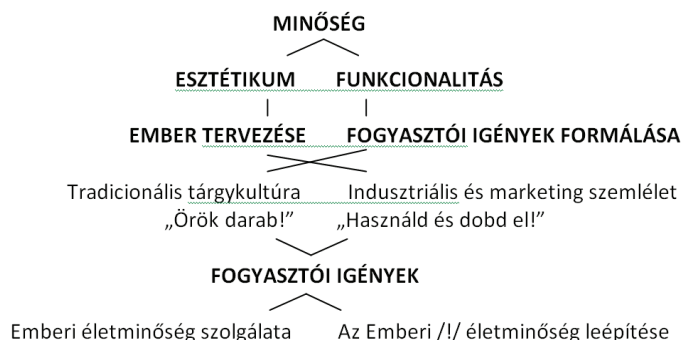 MINŐSÉG
ESZTÉTIKUM FUNKCIONALITÁS
EMBER TERVEZÉSE FOGYASZTÓI IGÉNYEK FORMÁLÁSA
Tradicionális tárgykultúra Indusztriális és marketing szemlélet
„Örök darab!” „Használd és dobd el!”
FOGYASZTÓI IGÉNYEK
Emberi életminőség szolgálata Az Emberi /!/ életminőség leépítése